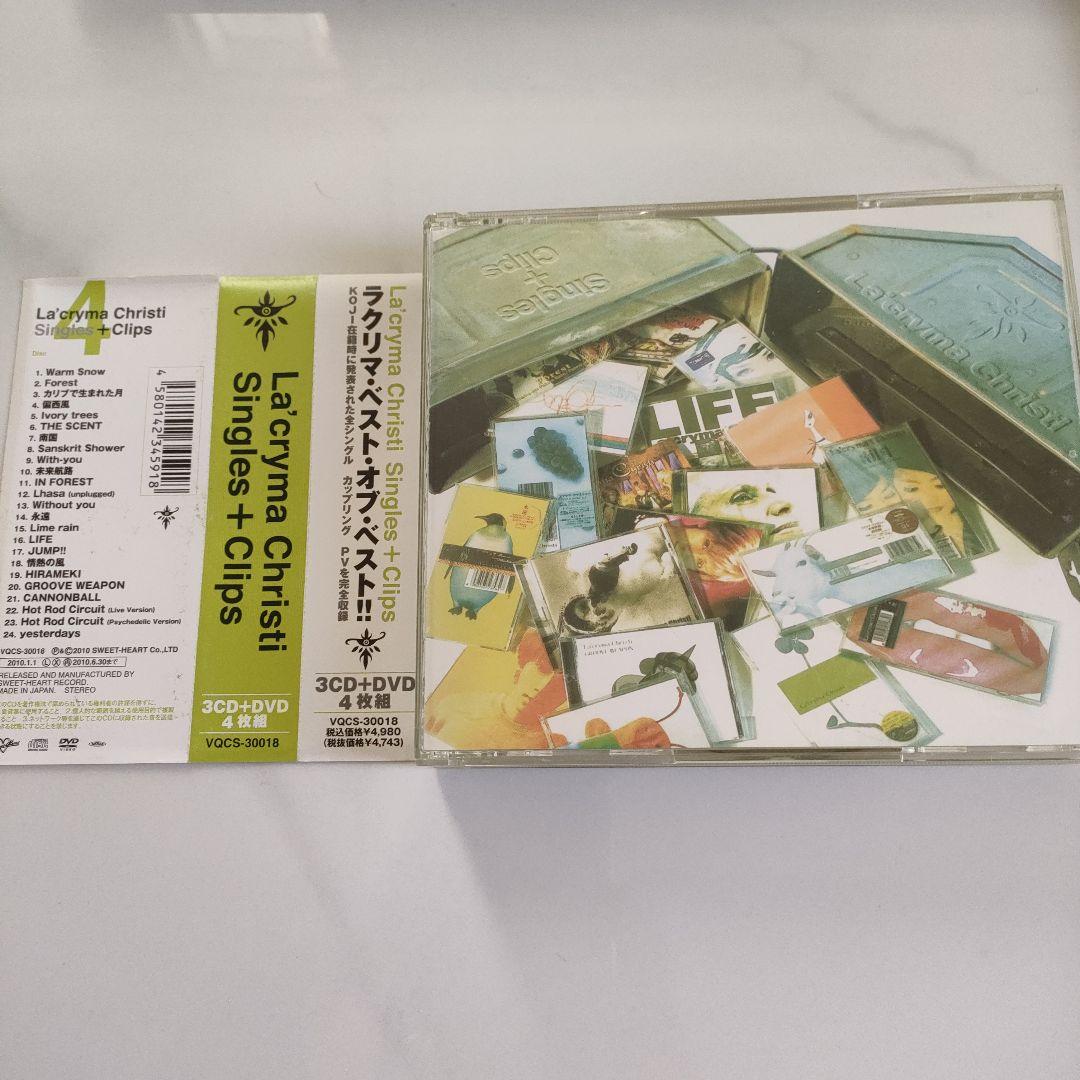 4
La'cryma Christi
Singles+Clips
Disc
1. Warm Snow
2. Forest
3. カリブで生まれた月
4. 偏西風
5. Ivory trees
6. THE SCENT
7. 南国
8. Sanskrit Shower
9. With-you
10. 未来航路
11. IN FOREST
12. Lhasa (unplugged)
13. Without you
14. 永遠
15. Lime rain
16. LIFE
17. JUMP!!
18. 情熱の風
19. HIRAMEKI
20. GROOVE WEAPON
21. CANNONBALL
22. Hot Rod Circuit (Live Version)
23. Hot Rod Circuit (Psychedelic Version)
24. yesterdays
VQCS-30018 ℗&©2010 SWEET-HEART Co.,LTD
2010.1.1 Ⓛ Ⓧ 再 2010.6.30まで
RELEASED AND MANUFACTURED BY
SWEET-HEART RECORD.
MADE IN JAPAN. STEREO
4580142345918
La'cryma Christi
Singles+Clips
3CD+DVD
4枚組
VQCS-30018
La'cryma Christi Singles+Clips
ラクリマ・ベスト・オブ・ベスト!!
KOJI在籍時に発表された全シングル カップリング PVを完全収録
3CD+DVD
4枚組
VQCS-30018
税込価格¥4,980
(税抜価格¥4,743)
Singles
+
Clips
La'cryma Christi
LIFE
GROOVE WEAPON